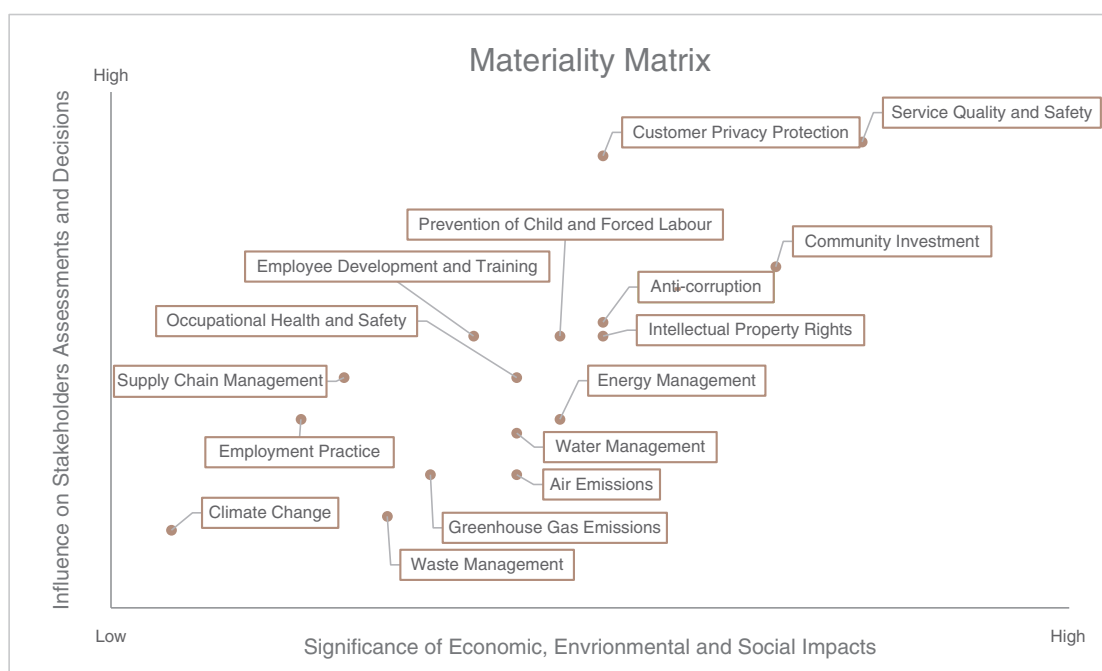 Materiality Matrix
High
Influence on Stakeholders Assessments and Decisions
Service Quality and Safety
Customer Privacy Protection
Prevention of Child and Forced Labour
Community Investment
Employee Development and Training
Anti-corruption
Occupational Health and Safety
Intellectual Property Rights
Supply Chain Management
Energy Management
Employment Practice
Water Management
Air Emissions
Climate Change
Greenhouse Gas Emissions
Waste Management
Low
Significance of Economic, Envrionmental and Social Impacts
High